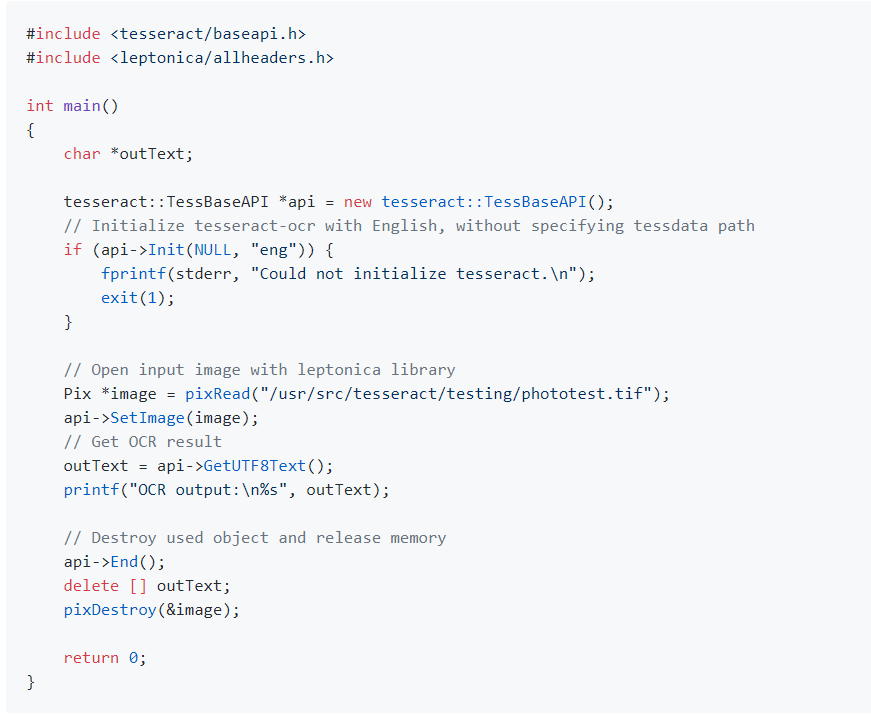 #include <tesseract/baseapi.h>
#include <leptonica/allheaders.h>

int main()
{
    char *outText;

    tesseract::TessBaseAPI *api = new tesseract::TessBaseAPI();
    // Initialize tesseract-ocr with English, without specifying tessdata path
    if (api->Init(NULL, "eng")) {
        fprintf(stderr, "Could not initialize tesseract.\n");
        exit(1);
    }

    // Open input image with leptonica library
    Pix *image = pixRead("/usr/src/tesseract/testing/phototest.tif");
    api->SetImage(image);
    // Get OCR result
    outText = api->GetUTF8Text();
    printf("OCR output:\n%s", outText);

    // Destroy used object and release memory
    api->End();
    delete [] outText;
    pixDestroy(&image);

    return 0;
}